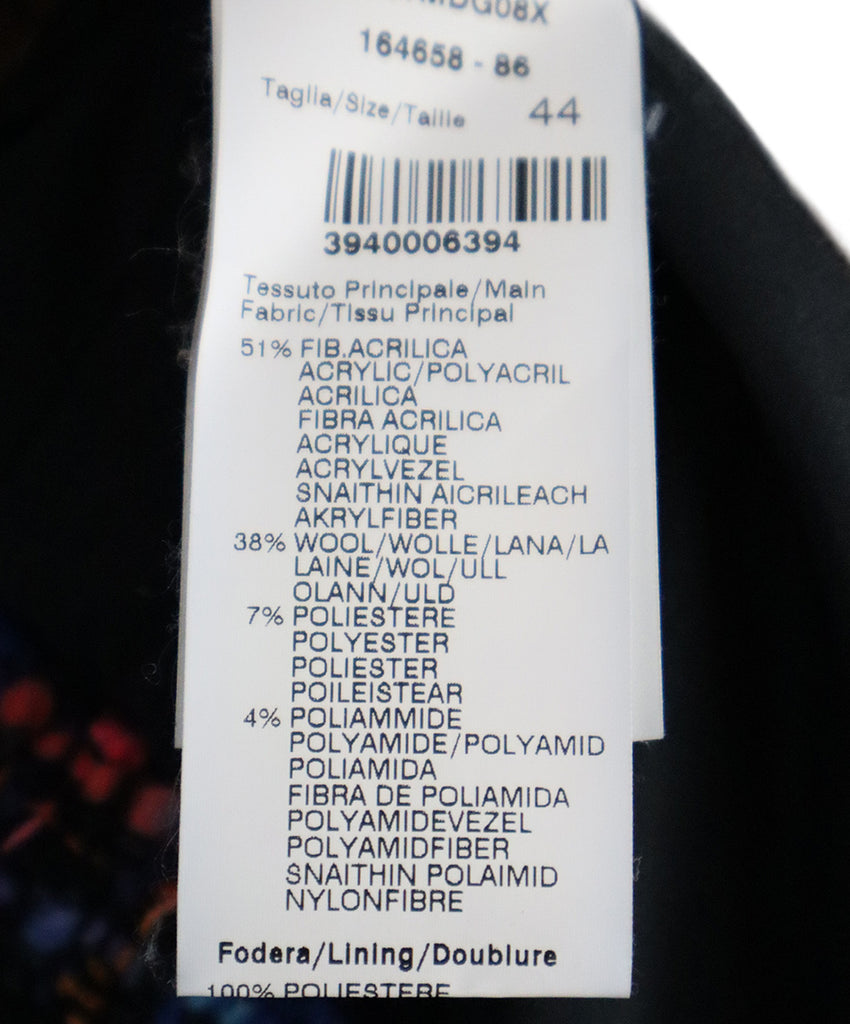 164658 - 86
Taglia/Size/Taille 44
3940006394
Tessuto Principale/Main
Fabric/Tissu Principal
51% FIB.ACRILICA
ACRYLIC/POLYACRIL
ACRILICA
FIBRA ACRILICA
ACRYLIQUE
ACRYLVEZEL
SNAITHIN AICRILEACH
AKRYLFIBER
38% WOOL/WOLLE/LANA/LA
LAINE/WOL/ULL
OLANN/ULD
7% POLIESTERE
POLYESTER
POLIESTER
POILEISTEAR
4% POLIAMMIDE
POLYAMIDE/POLYAMID
POLIAMIDA
FIBRA DE POLIAMIDA
POLYAMIDEVEZEL
POLYAMIDFIBER
SNAITHIN POLAIMID
NYLONFIBRE
Fodera/Lining/Doublure
100% POLIESTERE